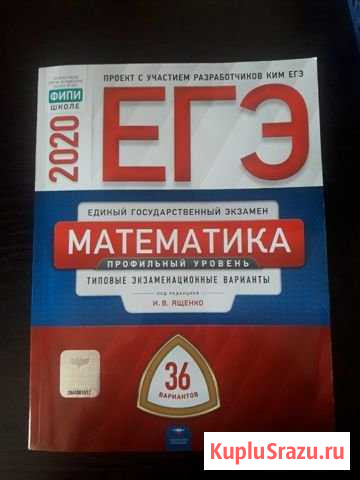 ПРОЕКТ С УЧАСТИЕМ РАЗРАБОТЧИКОВ КИМ ЕГЭ
ФИПИ
ШКОЛЕ
2020
ЕГЭ
ЕДИНЫЙ ГОСУДАРСТВЕННЫЙ ЭКЗАМЕН
МАТЕМАТИКА
ПРОФИЛЬНЫЙ УРОВЕНЬ
ТИПОВЫЕ ЭКЗАМЕНАЦИОННЫЕ ВАРИАНТЫ
ПОД РЕДАКЦИЕЙ
И. В. ЯЩЕНКО
36
ВАРИАНТОВ
KupluSrazu.ru